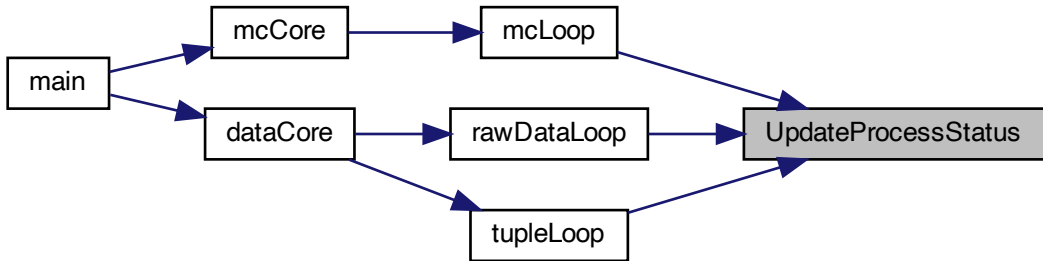 main
mcCore
mcLoop
dataCore
rawDataLoop
tupleLoop
UpdateProcessStatus